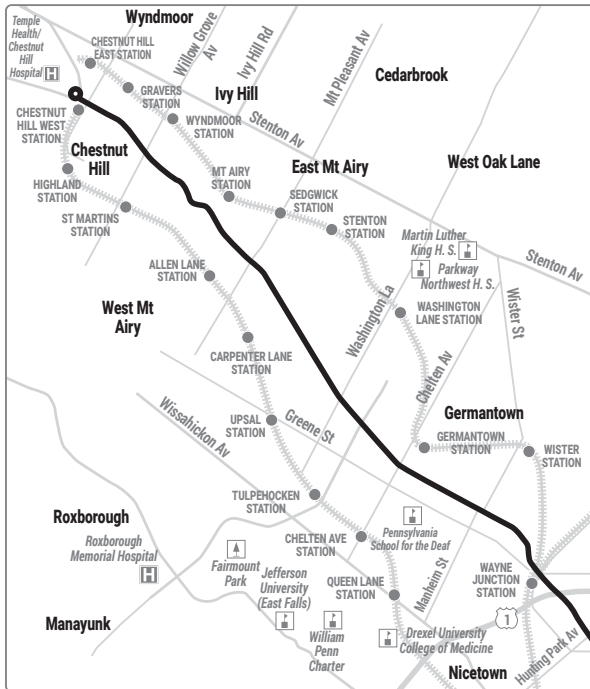 Wyndmoor
Temple
Health/
Chestnut
Hill
Hospital
H
CHESTNUT HILL
EAST STATION
Willow Grove
Av
Ivy Hill Rd
Mt Pleasant Av
Cedarbrook
GRAVERS
STATION
Ivy Hill
CHESTNUT
HILL WEST
STATION
WYNDMOOR
STATION
Stenton Av
Chestnut
Hill
East Mt Airy
West Oak Lane
MT AIRY
STATION
HIGHLAND
STATION
SEDGWICK
STATION
ST MARTINS
STATION
STENTON
STATION
Martin Luther
King H. S.
Parkway
Northwest H. S.
Stenton Av
ALLEN LANE
STATION
West Mt
Airy
Washington La
WASHINGTON
LANE STATION
Wister St
CARPENTER LANE
STATION
Chelten Av
Wissahickon Av
UPSAL
STATION
Greene St
Germantown
GERMANTOWN
STATION
WISTER
STATION
TULPEHOCKEN
STATION
Roxborough
Roxborough
Memorial Hospital
H
CHELTEN AVE
STATION
Pennsylvania
School for the Deaf
Fairmount
Park
Jefferson
University
(East Falls)
QUEEN LANE
STATION
Manheim St
WAYNE
JUNCTION
STATION
Manayunk
William
Penn
Charter
Drexel University
College of Medicine
1
Hunting Park Av
Nicetown